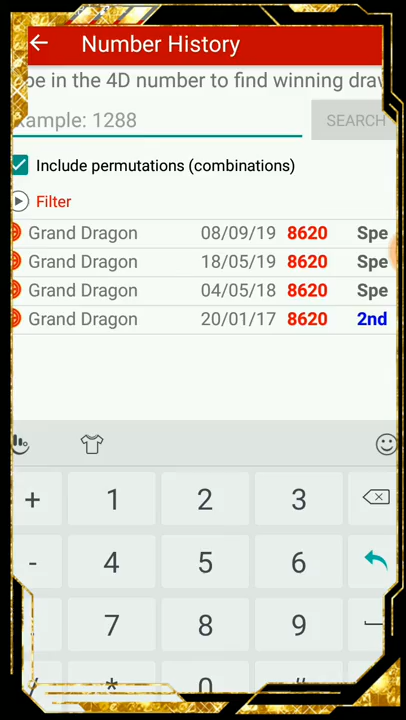 Number History
pe in the 4D number to find winning draw
xample: 1288
SEARCH
Include permutations (combinations)
Filter
Grand Dragon 08/09/19 8620 Spe
Grand Dragon 18/05/19 8620 Spe
Grand Dragon 04/05/18 8620 Spe
Grand Dragon 20/01/17 8620 2nd
+ 1 2 3
- 4 5 6
7 8 9
* 0 #